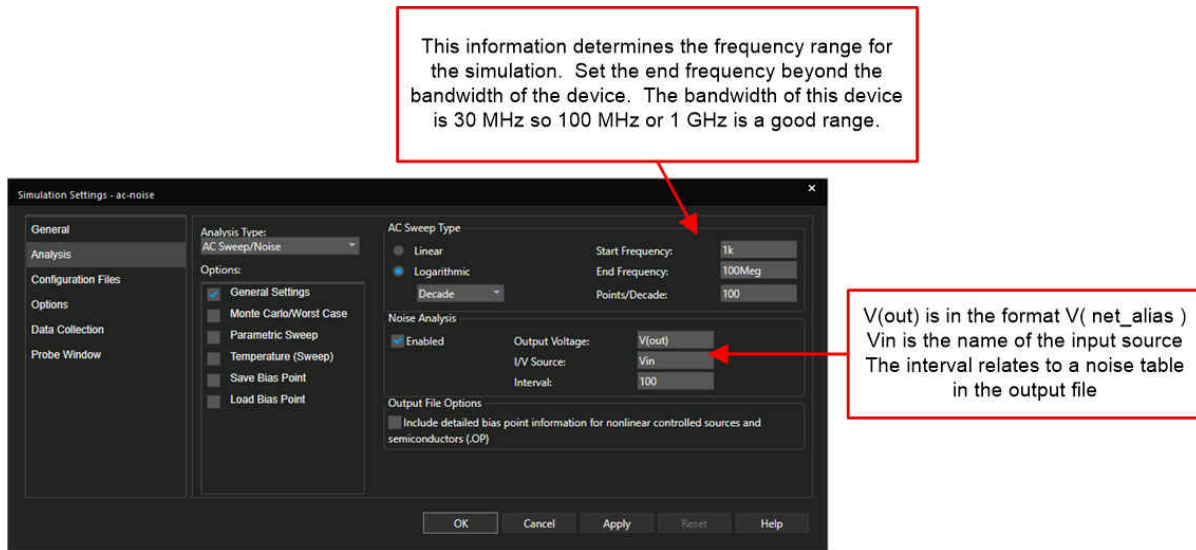 This information determines the frequency range for
the simulation.  Set the end frequency beyond the
bandwidth of the device.  The bandwidth of this device
is 30 MHz so 100 MHz or 1 GHz is a good range.
Simulation Settings - ac-noise
×
General
Analysis
Configuration Files
Options
Data Collection
Probe Window
Analysis Type:
AC Sweep/Noise
Options:
General Settings
Monte Carlo/Worst Case
Parametric Sweep
Temperature (Sweep)
Save Bias Point
Load Bias Point
AC Sweep Type
Linear
Logarithmic
Decade
Start Frequency: 1k
End Frequency: 100Meg
Points/Decade: 100
Noise Analysis
Enabled
Output Voltage: V(out)
I/V Source: Vin
Interval: 100
Output File Options
Include detailed bias point information for nonlinear controlled sources and
semiconductors (.OP)
OK Cancel Apply Reset Help
V(out) is in the format V( net_alias )
Vin is the name of the input source
The interval relates to a noise table
in the output file